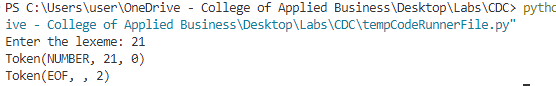 PS C:\Users\user\OneDrive - College of Applied Business\Desktop\Labs\CDC> pytho
ive - College of Applied Business\Desktop\Labs\CDC\tempCodeRunnerFile.py"
Enter the lexeme: 21
Token(NUMBER, 21, 0)
Token(EOF, , 2)